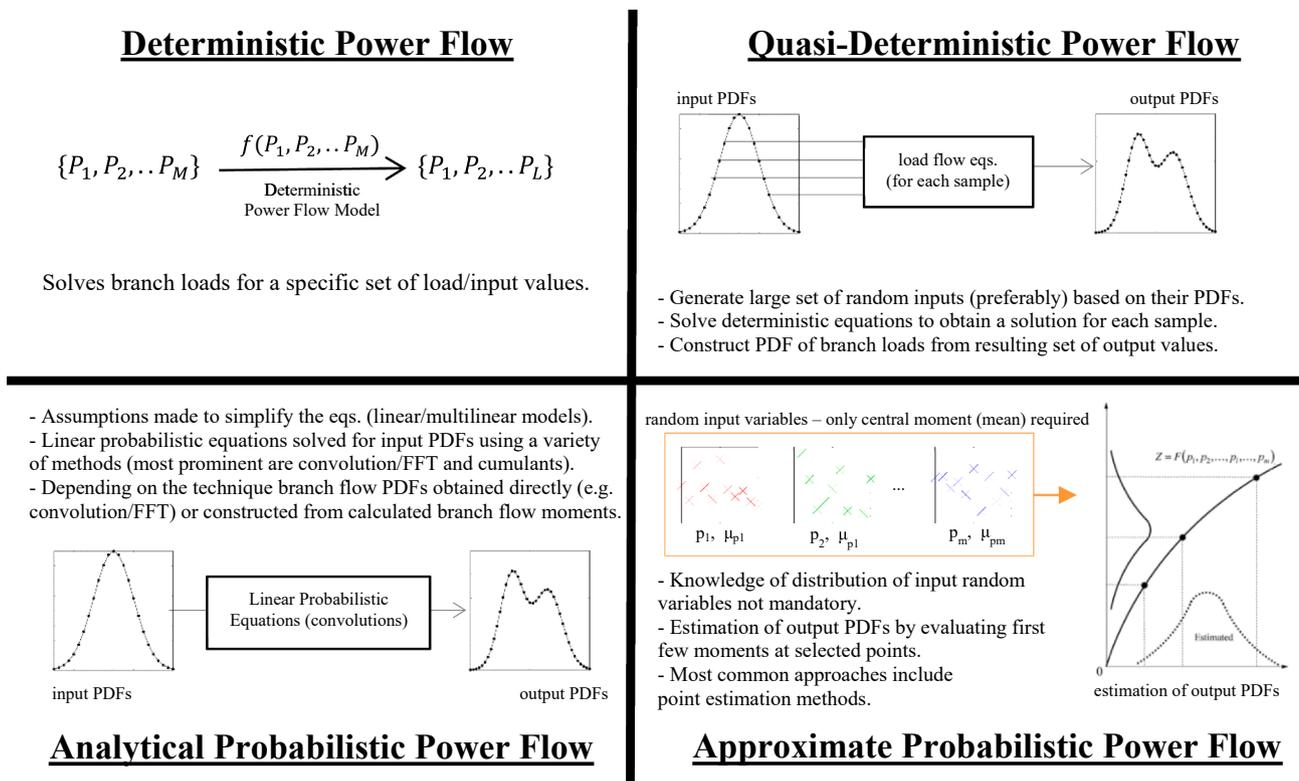 Deterministic Power Flow
{P₁, P₂, . . P_M}
f(P₁, P₂, . . P_M)
{P₁, P₂, . . P_L}
Deterministic
Power Flow Model
Solves branch loads for a specific set of load/input values.
Quasi-Deterministic Power Flow
input PDFs
output PDFs
load flow eqs.
(for each sample)
- Generate large set of random inputs (preferably) based on their PDFs.
- Solve deterministic equations to obtain a solution for each sample.
- Construct PDF of branch loads from resulting set of output values.
- Assumptions made to simplify the eqs. (linear/multilinear models).
- Linear probabilistic equations solved for input PDFs using a variety
of methods (most prominent are convolution/FFT and cumulants).
- Depending on the technique branch flow PDFs obtained directly (e.g.
convolution/FFT) or constructed from calculated branch flow moments.
Linear Probabilistic
Equations (convolutions)
input PDFs
output PDFs
Analytical Probabilistic Power Flow
random input variables – only central moment (mean) required
...
p₁, μ_p1
p₂, μ_p1
p_m, μ_pm
- Knowledge of distribution of input random
variables not mandatory.
- Estimation of output PDFs by evaluating first
few moments at selected points.
- Most common approaches include
point estimation methods.
Z = F(p₁, p₂,..., p_i,..., p_m)
Estimated
0
estimation of output PDFs
Approximate Probabilistic Power Flow